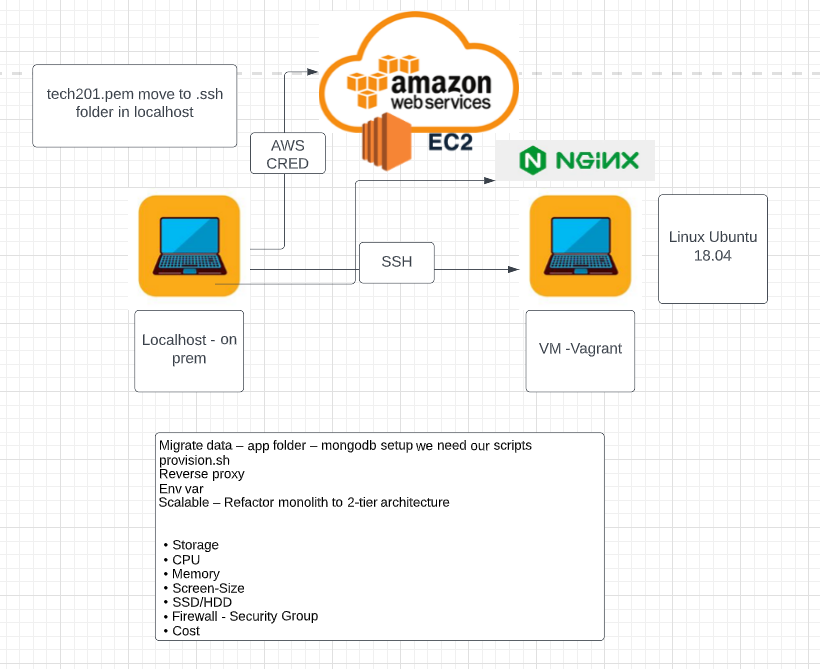 amazon
web services
EC2
tech201.pem move to .ssh
folder in localhost
AWS
CRED
NGINX
Linux Ubuntu
18.04
SSH
Localhost - on
prem
VM -Vagrant
Migrate data – app folder – mongodb setup we need our scripts
provision.sh
Reverse proxy
Env var
Scalable – Refactor monolith to 2-tier architecture
• Storage
• CPU
• Memory
• Screen-Size
• SSD/HDD
• Firewall - Security Group
• Cost